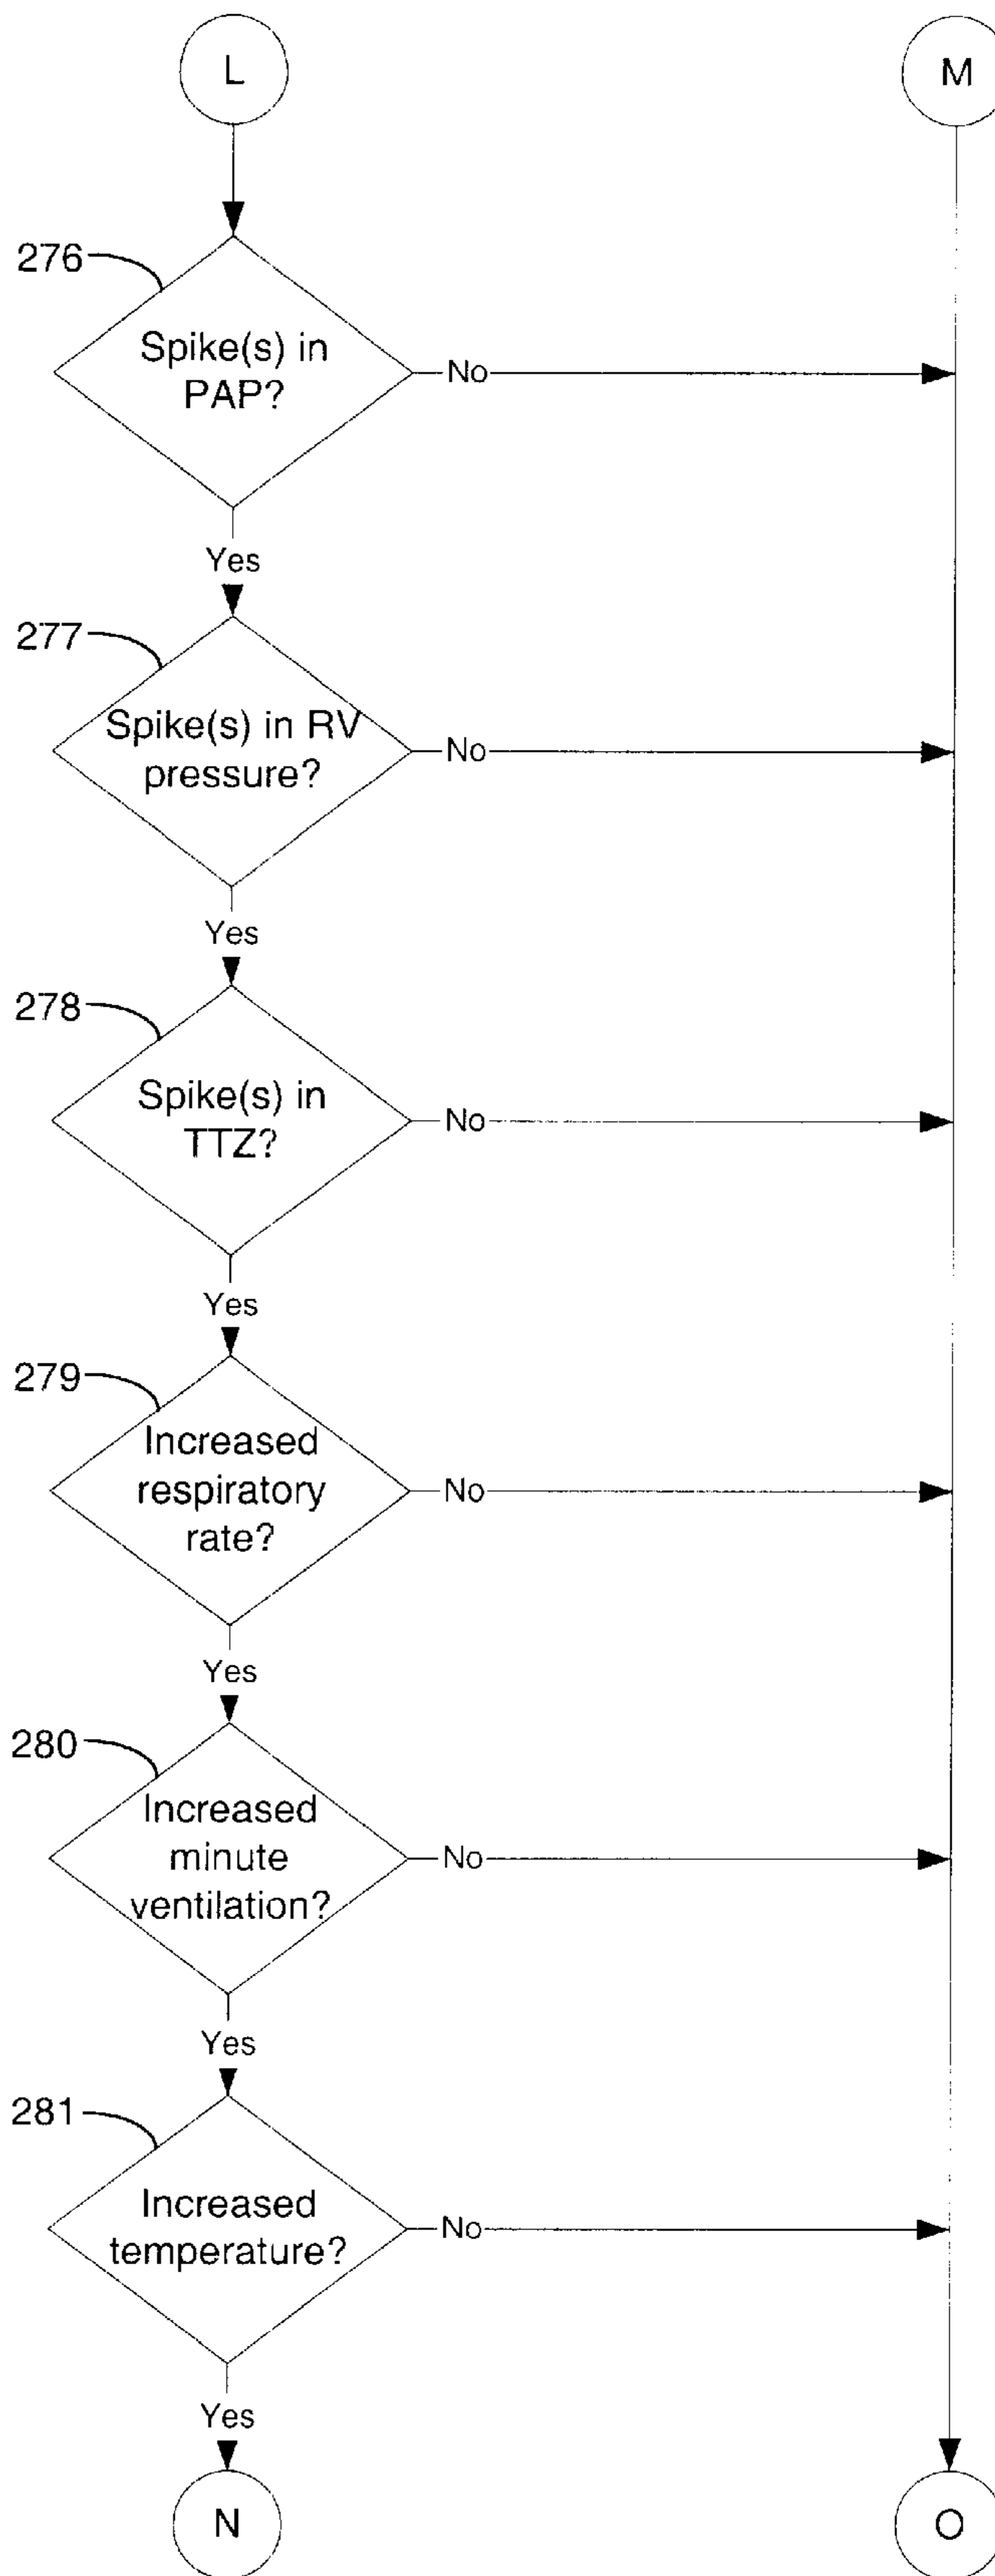 L
M
276
Spike(s) in
PAP?
No
Yes
277
Spike(s) in RV
pressure?
No
Yes
278
Spike(s) in
TTZ?
No
Yes
279
Increased
respiratory
rate?
No
Yes
280
Increased
minute
ventilation?
No
Yes
281
Increased
temperature?
No
Yes
N
O